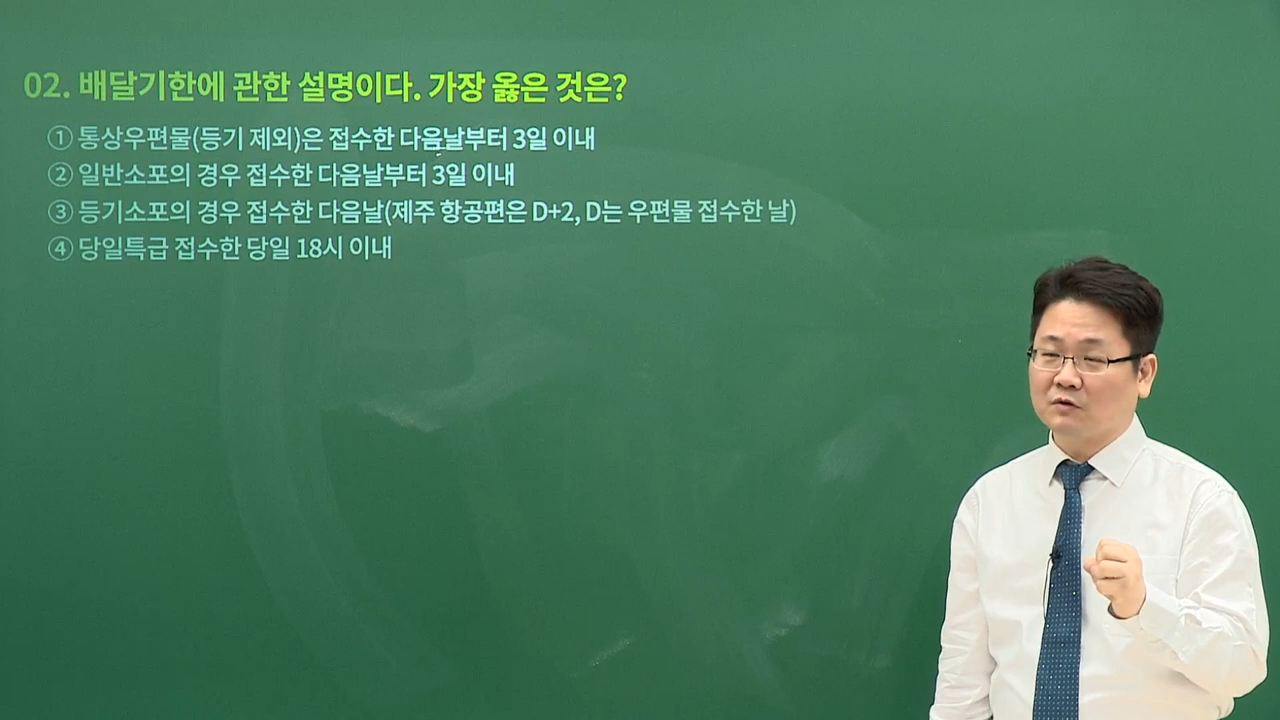 02. 배달기한에 관한 설명이다. 가장 옳은 것은?
① 통상우편물(등기 제외)은 접수한 다음날부터 3일 이내
② 일반소포의 경우 접수한 다음날부터 3일 이내
③ 등기소포의 경우 접수한 다음날(제주 항공편은 D+2, D는 우편물 접수한 날)
④ 당일특급 접수한 당일 18시 이내